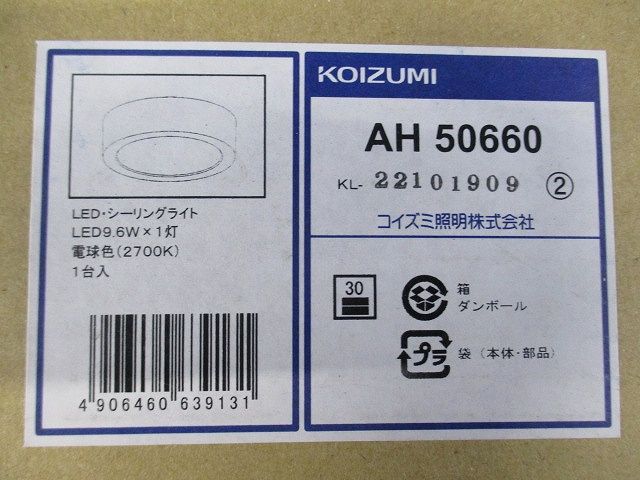 LED・シーリングライト
LED9.6W×1灯
電球色(2700K)
1台入
4 906460 639131
KOIZUMI
AH 50660
KL- 22101909 ②
コイズミ照明株式会社
30
箱
ダンボール
プラ
袋(本体・部品)